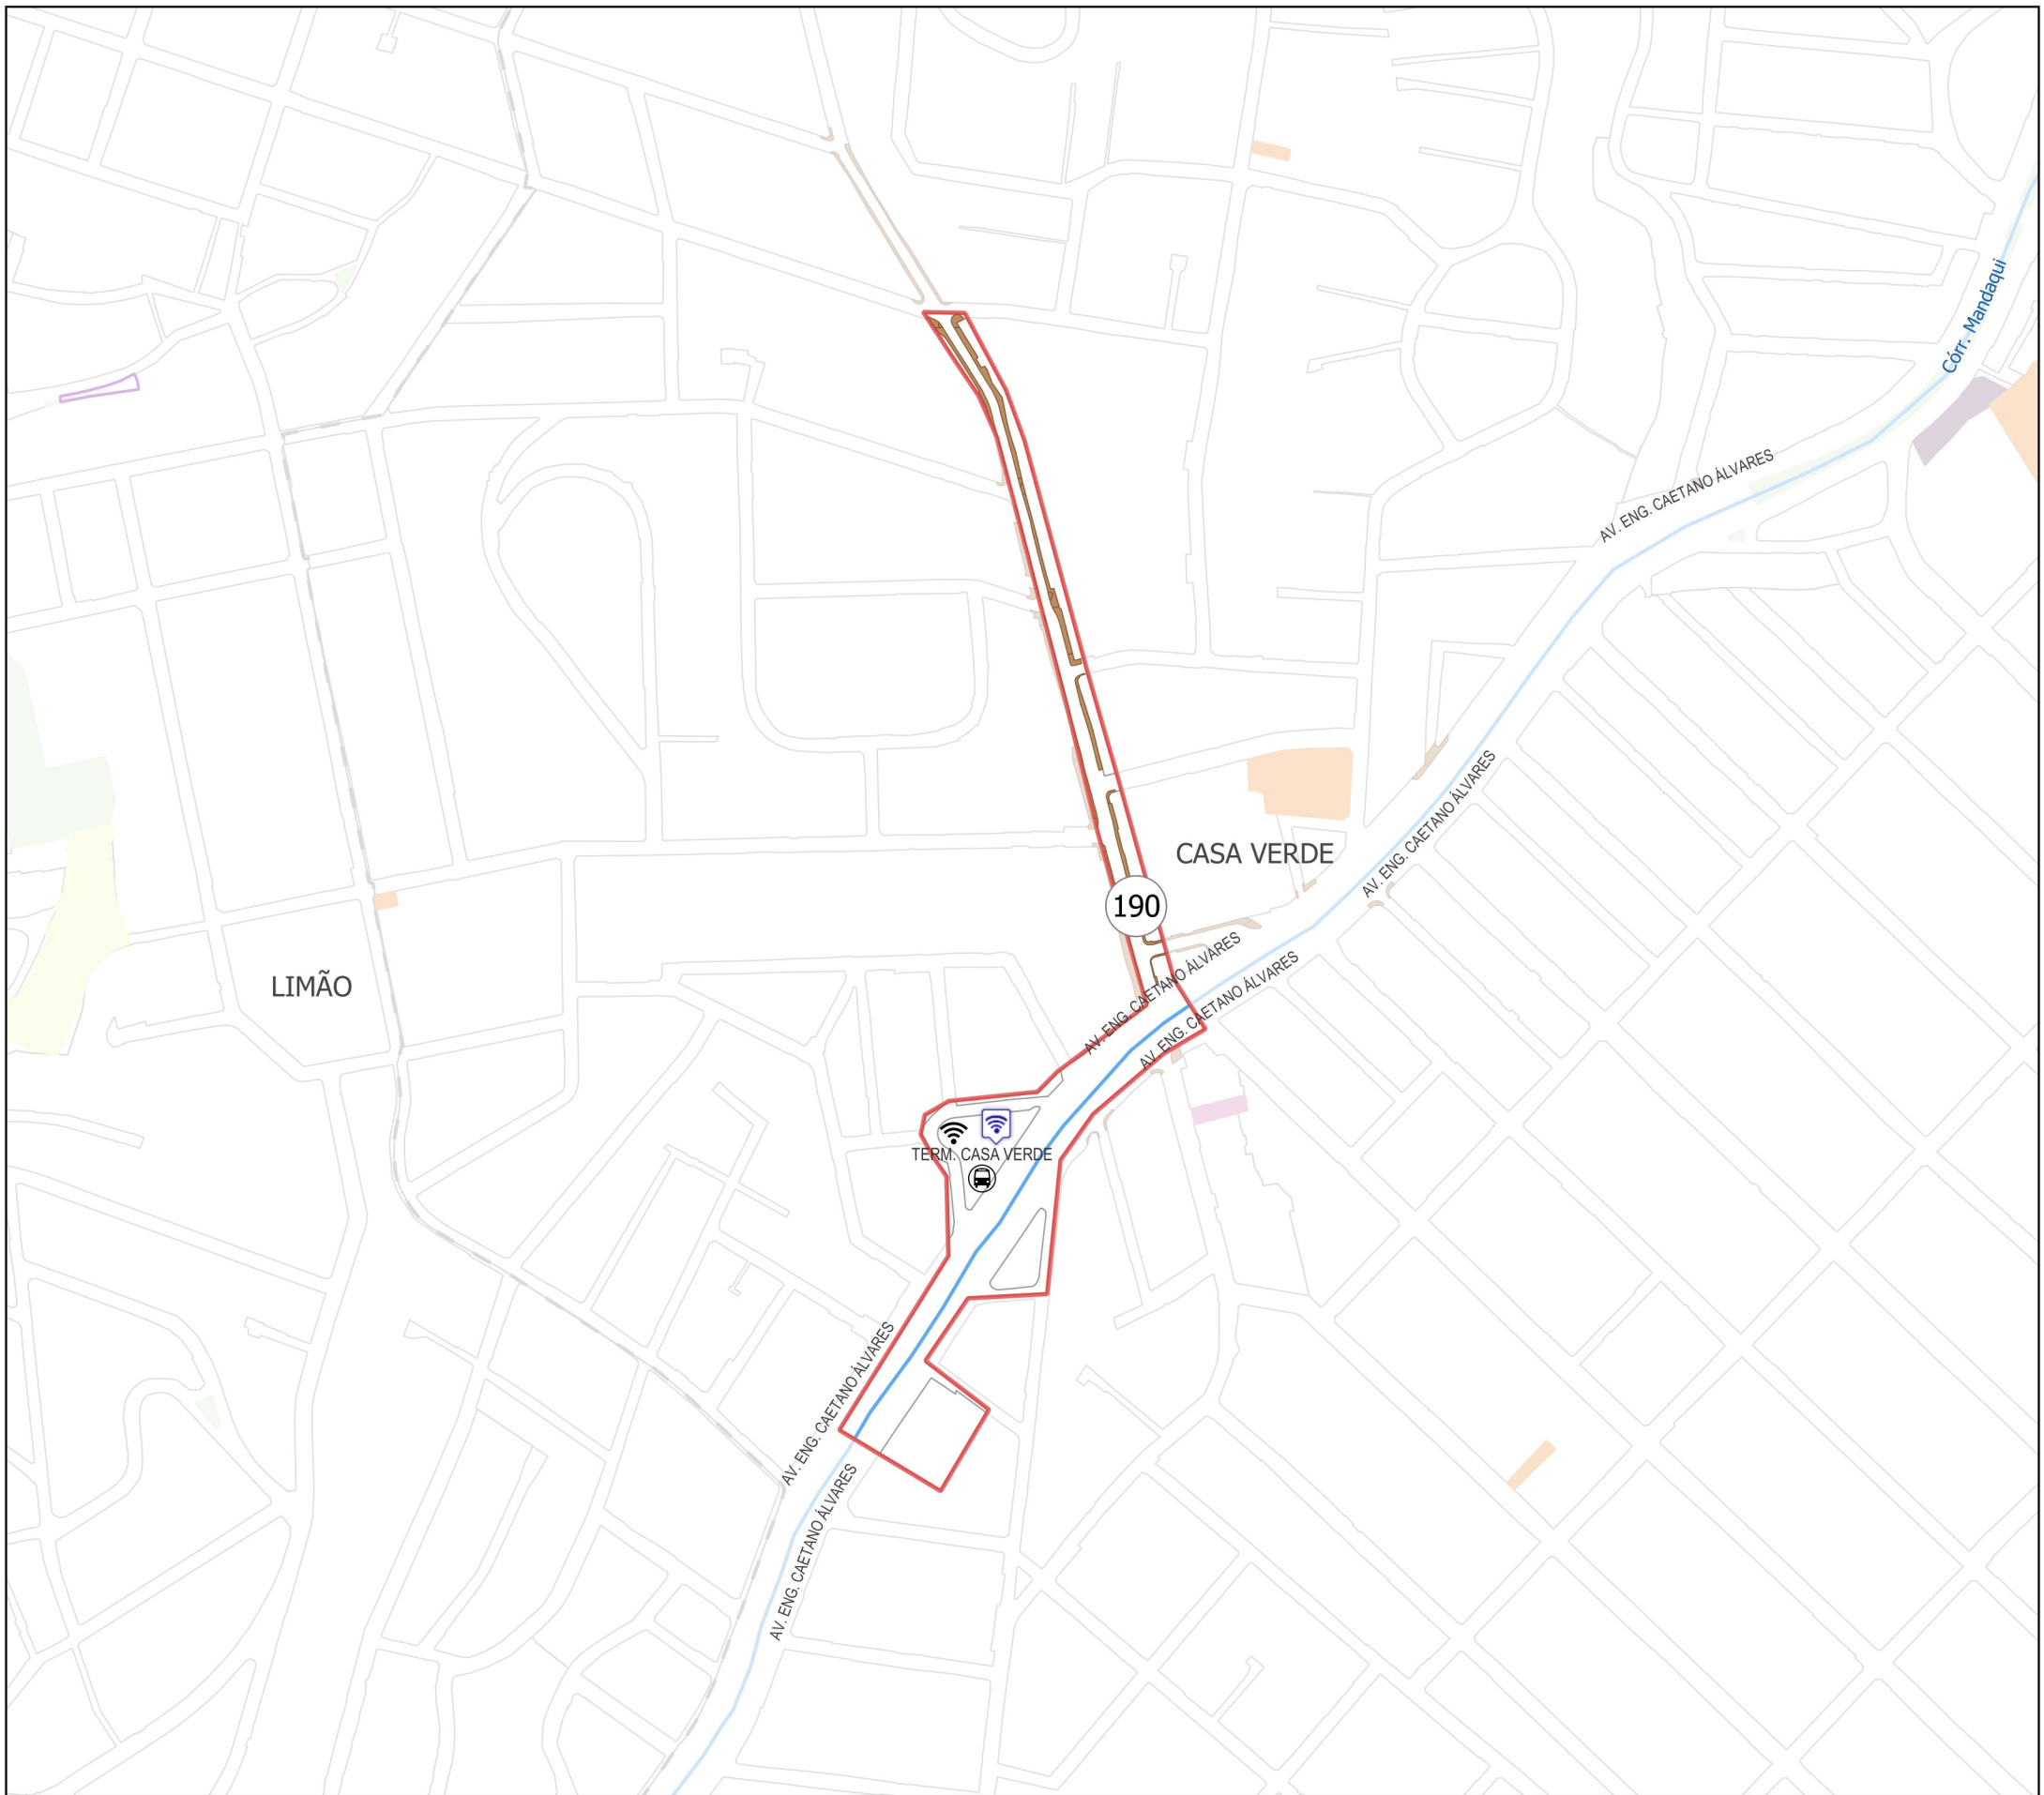 Córr. Mandaqui
AV. ENG. CAETANO ÁLVARES
AV. ENG. CAETANO ÁLVARES
CASA VERDE
190
AV. ENG. CAETANO ÁLVARES
AV. ENG. CAETANO ÁLVARES
LIMÃO
TERM. CASA VERDE
AV. ENG. CAETANO ÁLVARES
AV. ENG. CAETANO ÁLVARES